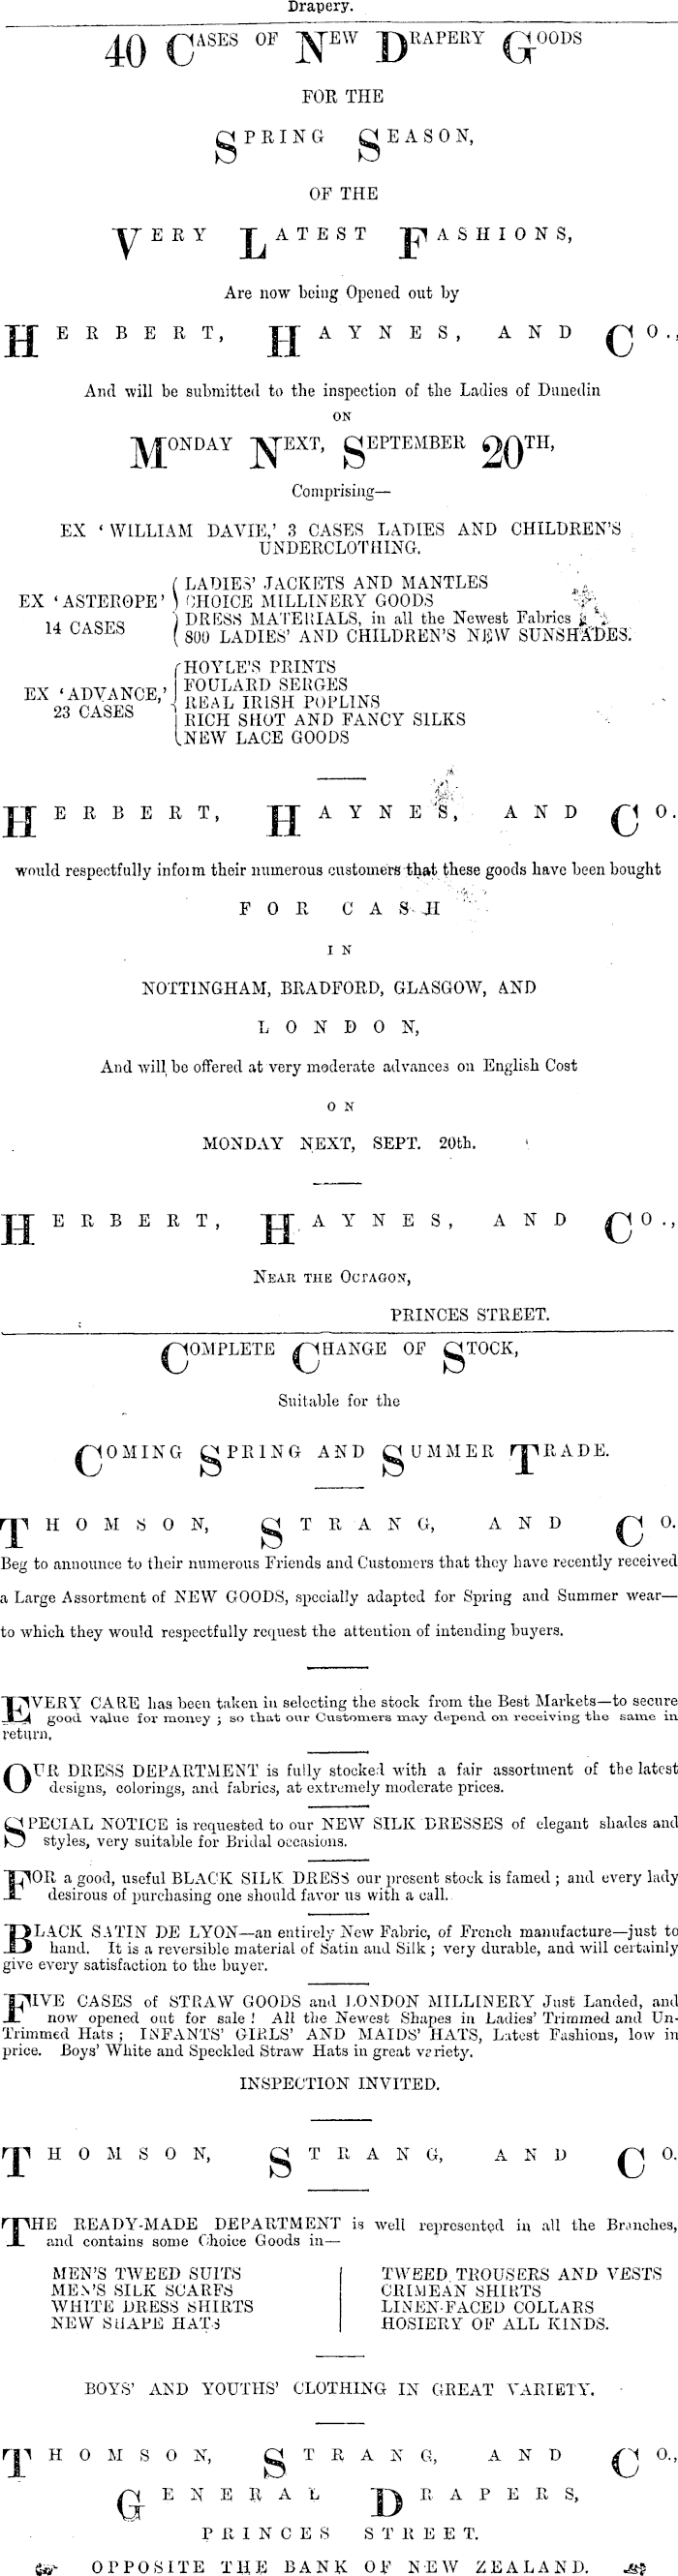 Drapery.
40 CASES OF NEW DRAPERY GOODS
FOR THE
SPRING SEASON,
OF THE
VERY LATEST FASHIONS,
Are now being Opened out by
HERBERT, HAYNES, AND CO.,
And will be submitted to the inspection of the Ladies of Dunedin
ON
MONDAY NEXT, SEPTEMBER 20TH,
Comprising—
EX ‘WILLIAM DAVIE,’ 3 CASES LADIES AND CHILDREN'S
UNDERCLOTHING.
EX ‘ASTEROPE’
14 CASES
LADIES' JACKETS AND MANTLES
CHOICE MILLINERY GOODS
DRESS MATERIALS, in all the Newest Fabrics
800 LADIES' AND CHILDREN'S NEW SUNSHADES.
EX ‘ADVANCE,’
23 CASES
HOYLE'S PRINTS
FOULARD SERGES
REAL IRISH POPLINS
RICH SHOT AND FANCY SILKS
NEW LACE GOODS
HERBERT, HAYNES, AND CO.
would respectfully inform their numerous customers that these goods have been bought
FOR CASH
IN
NOTTINGHAM, BRADFORD, GLASGOW, AND
LONDON,
And will be offered at very moderate advances on English Cost
ON
MONDAY NEXT, SEPT. 20th.
HERBERT, HAYNES, AND CO.,
NEAR THE OCTAGON,
PRINCES STREET.
COMPLETE CHANGE OF STOCK,
Suitable for the
COMING SPRING AND SUMMER TRADE.
THOMSON, STRANG, AND CO.
Beg to announce to their numerous Friends and Customers that they have recently received
a Large Assortment of NEW GOODS, specially adapted for Spring and Summer wear—
to which they would respectfully request the attention of intending buyers.
EVERY CARE has been taken in selecting the stock from the Best Markets—to secure
good value for money ; so that our Customers may depend on receiving the same in
return.
OUR DRESS DEPARTMENT is fully stocked with a fair assortment of the latest
designs, colorings, and fabrics, at extremely moderate prices.
SPECIAL NOTICE is requested to our NEW SILK DRESSES of elegant shades and
styles, very suitable for Bridal occasions.
FOR a good, useful BLACK SILK DRESS our present stock is famed ; and every lady
desirous of purchasing one should favor us with a call.
BLACK SATIN DE LYON—an entirely New Fabric, of French manufacture—just to
hand. It is a reversible material of Satin and Silk ; very durable, and will certainly
give every satisfaction to the buyer.
FIVE CASES of STRAW GOODS and LONDON MILLINERY Just Landed, and
now opened out for sale ! All the Newest Shapes in Ladies' Trimmed and Un-
Trimmed Hats ; INFANTS' GIRLS' AND MAIDS' HATS, Latest Fashions, low in
price. Boys' White and Speckled Straw Hats in great variety.
INSPECTION INVITED.
THOMSON, STRANG, AND CO.
THE READY-MADE DEPARTMENT is well represented in all the Branches,
and contains some Choice Goods in—
MEN'S TWEED SUITS
MEN'S SILK SCARFS
WHITE DRESS SHIRTS
NEW SHAPE HATS
TWEED TROUSERS AND VESTS
CRIMEAN SHIRTS
LINEN-FACED COLLARS
HOSIERY OF ALL KINDS.
BOYS' AND YOUTHS' CLOTHING IN GREAT VARIETY.
THOMSON, STRANG, AND CO.,
GENERAL DRAPERS,
PRINCES STREET.
OPPOSITE THE BANK OF NEW ZEALAND.